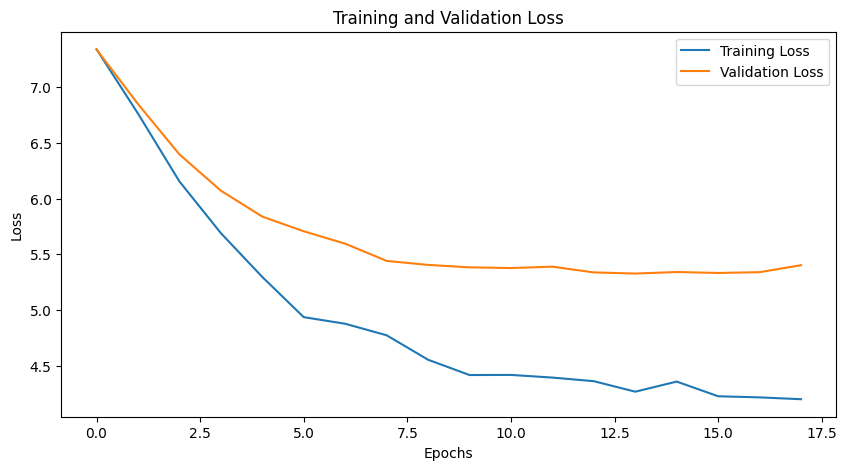 Training and Validation Loss
Training Loss
Validation Loss
7.0
6.5
6.0
5.5
5.0
4.5
Loss
0.0 2.5 5.0 7.5 10.0 12.5 15.0 17.5
Epochs